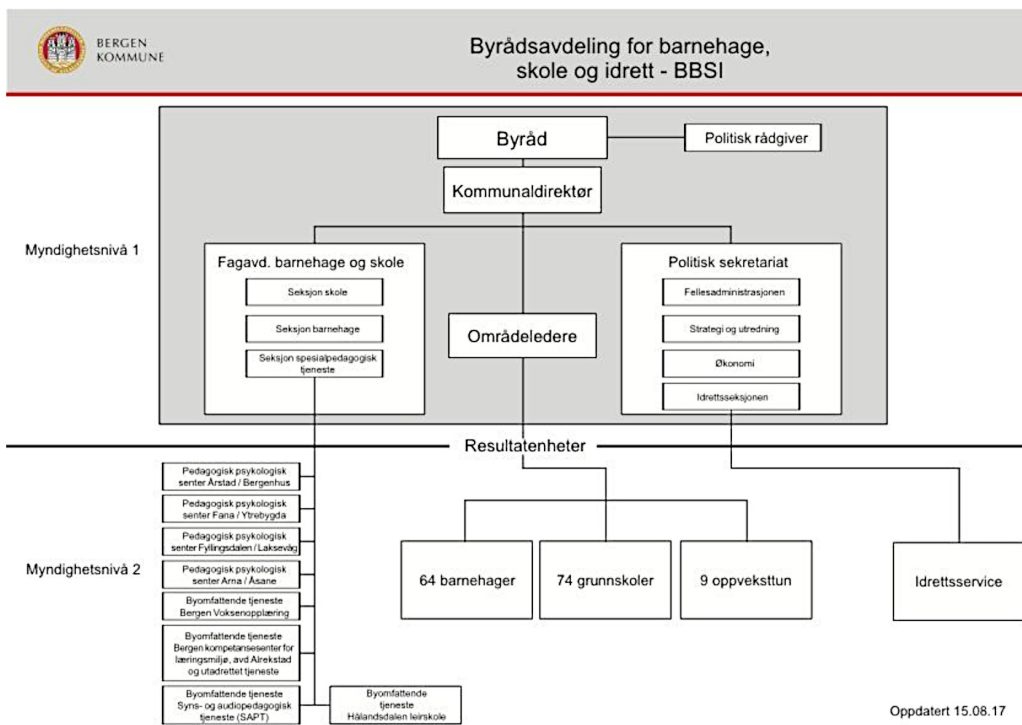 BERGEN
KOMMUNE
Byrådsavdeling for barnehage,
skole og idrett - BBSI
Byråd
Politisk rådgiver
Kommunaldirektør
Myndighetsnivå 1
Fagavd. barnehage og skole
Seksjon skole
Seksjon barnehage
Seksjon spesialpedagogisk
tjeneste
Områdeledere
Politisk sekretariat
Fellesadministrasjonen
Strategi og utredning
Økonomi
Idrettsseksjonen
Resultatenheter
Myndighetsnivå 2
Pedagogisk psykologisk
senter Årstad / Bergenhus
Pedagogisk psykologisk
senter Fana / Ytrebygda
Pedagogisk psykologisk
senter Fyllingsdalen / Laksevåg
Pedagogisk psykologisk
senter Arna / Åsane
Byomfattende tjeneste
Bergen Voksenopplæring
Byomfattende tjeneste
Bergen kompetansesenter for
læringsmiljø, avd Alrekstad
og utadrettet tjeneste
Byomfattende tjeneste
Syns- og audiopedagogisk
tjeneste (SAPT)
Byomfattende
tjeneste
Hålandsdalen leirskole
64 barnehager
74 grunnskoler
9 oppveksttun
Idrettsservice
Oppdatert 15.08.17